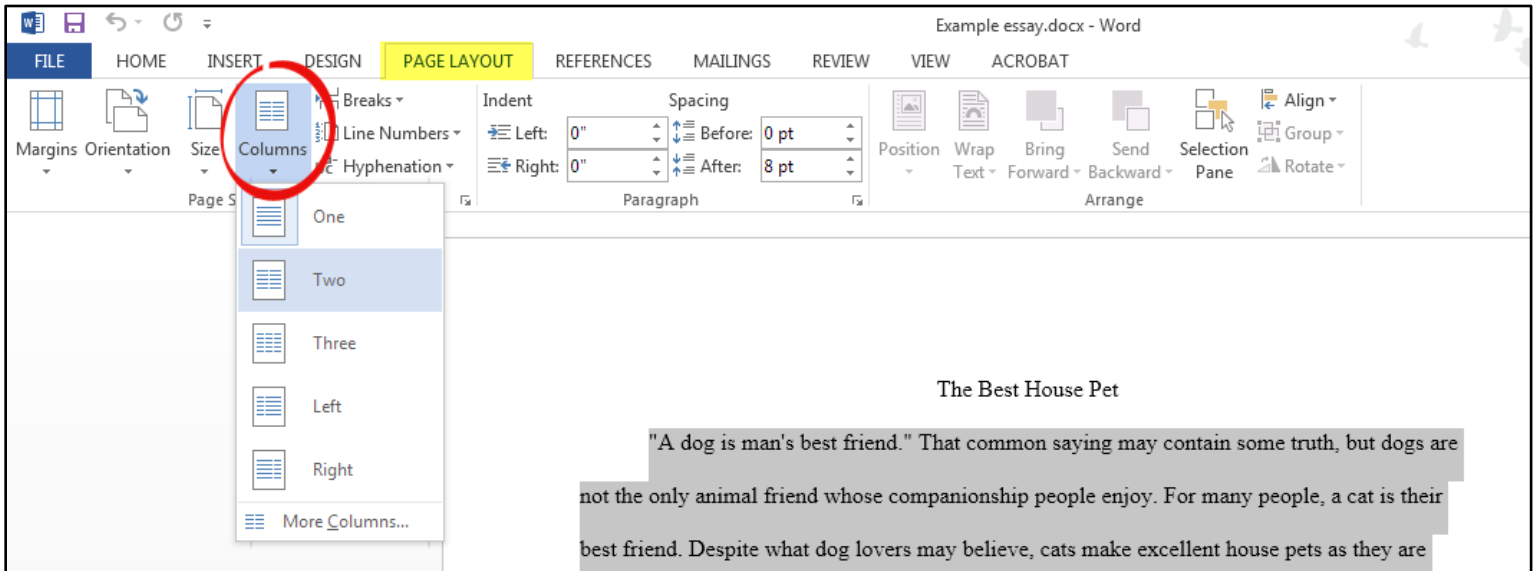 Example essay.docx - Word
FILE HOME INSERT DESIGN PAGE LAYOUT REFERENCES MAILINGS REVIEW VIEW ACROBAT
Margins Orientation Size Columns
Breaks
Line Numbers
Hyphenation
Page S
Indent
Left: 0"
Right: 0"
Spacing
Before: 0 pt
After: 8 pt
Paragraph
Position Wrap Text Bring Forward Send Backward Selection Pane
Align
Group
Rotate
Arrange
One
Two
Three
Left
Right
More Columns...
The Best House Pet
"A dog is man's best friend." That common saying may contain some truth, but dogs are
not the only animal friend whose companionship people enjoy. For many people, a cat is their
best friend. Despite what dog lovers may believe, cats make excellent house pets as they are